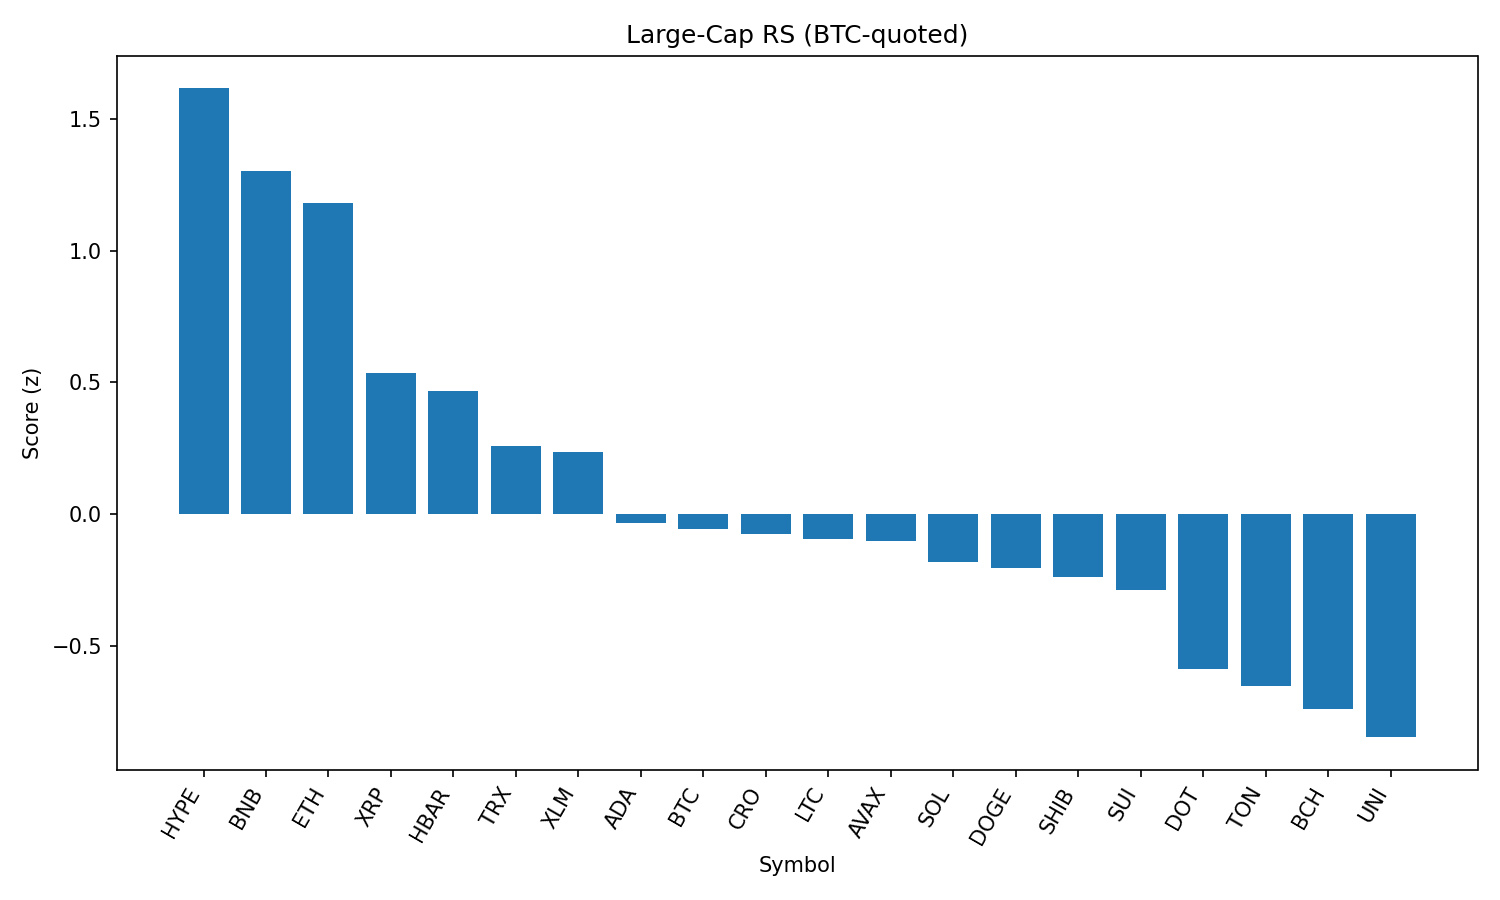 Large-Cap RS (BTC-quoted)
Score (z)
1.5
1.0
0.5
0.0
−0.5
HYPE
BNB
ETH
XRP
HBAR
TRX
XLM
ADA
BTC
CRO
LTC
AVAX
SOL
DOGE
SHIB
SUI
DOT
TON
BCH
UNI
Symbol